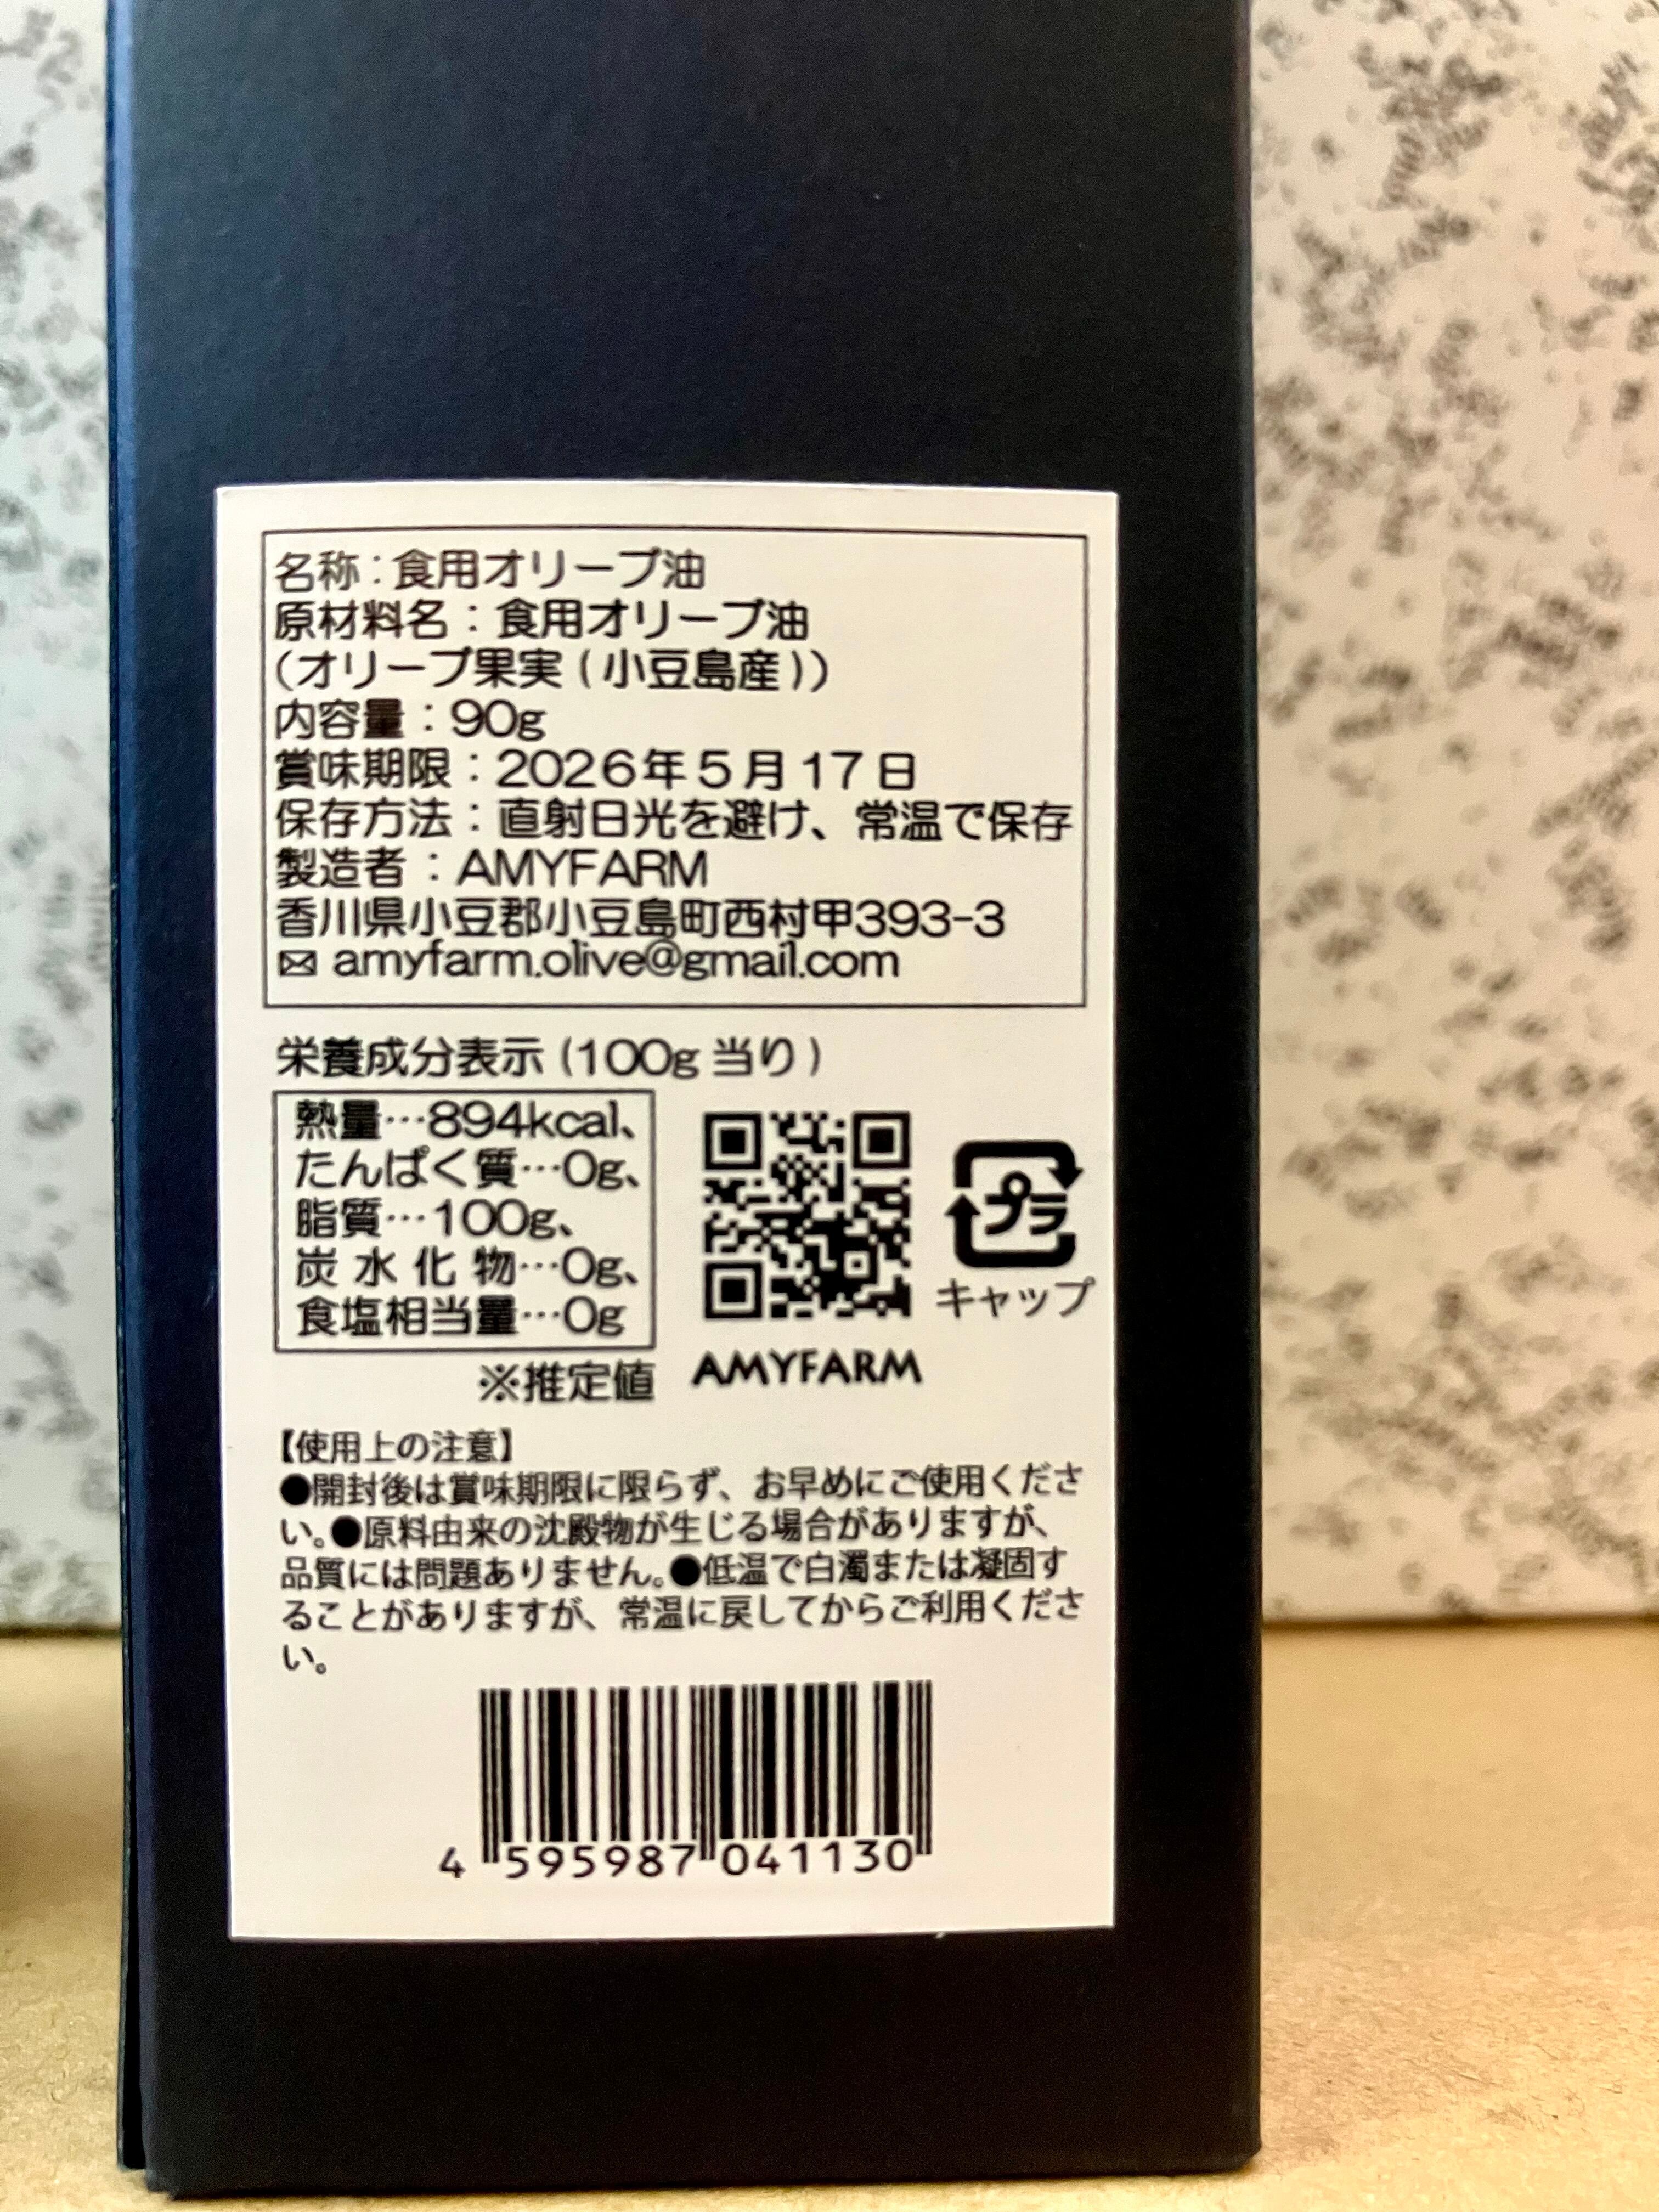 名称：食用オリーブ油
原材料名：食用オリーブ油
（オリーブ果実(小豆島産)）
内容量：90g
賞味期限：2026年5月17日
保存方法：直射日光を避け、常温で保存
製造者：AMYFARM
香川県小豆郡小豆島町西村甲393-3
✉ amyfarm.olive@gmail.com
栄養成分表示(100g当り)
熱量…894kcal、
たんぱく質…0g、
脂質…100g、
炭水化物…0g、
食塩相当量…0g
※推定値
AMYFARM
プラ
キャップ
【使用上の注意】
●開封後は賞味期限に限らず、お早めにご使用くださ
い。●原料由来の沈殿物が生じる場合がありますが、
品質には問題ありません。●低温で白濁または凝固す
ることがありますが、常温に戻してからご利用くださ
い。
4 595987 041130